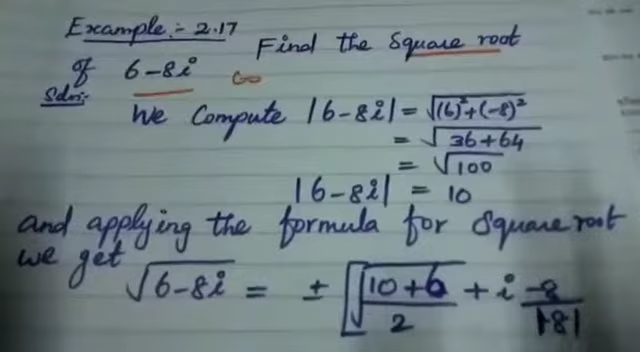 Example:- 2.17 Find the Square root
of 6-8i
Soln:-
We Compute |6-8i| = √(6)²+(-8)²
= √36+64
= √100
|6-8i| = 10
and applying the formula for Square root
we get
√6-8i = ± [√10+6/2 + i -8/|8|